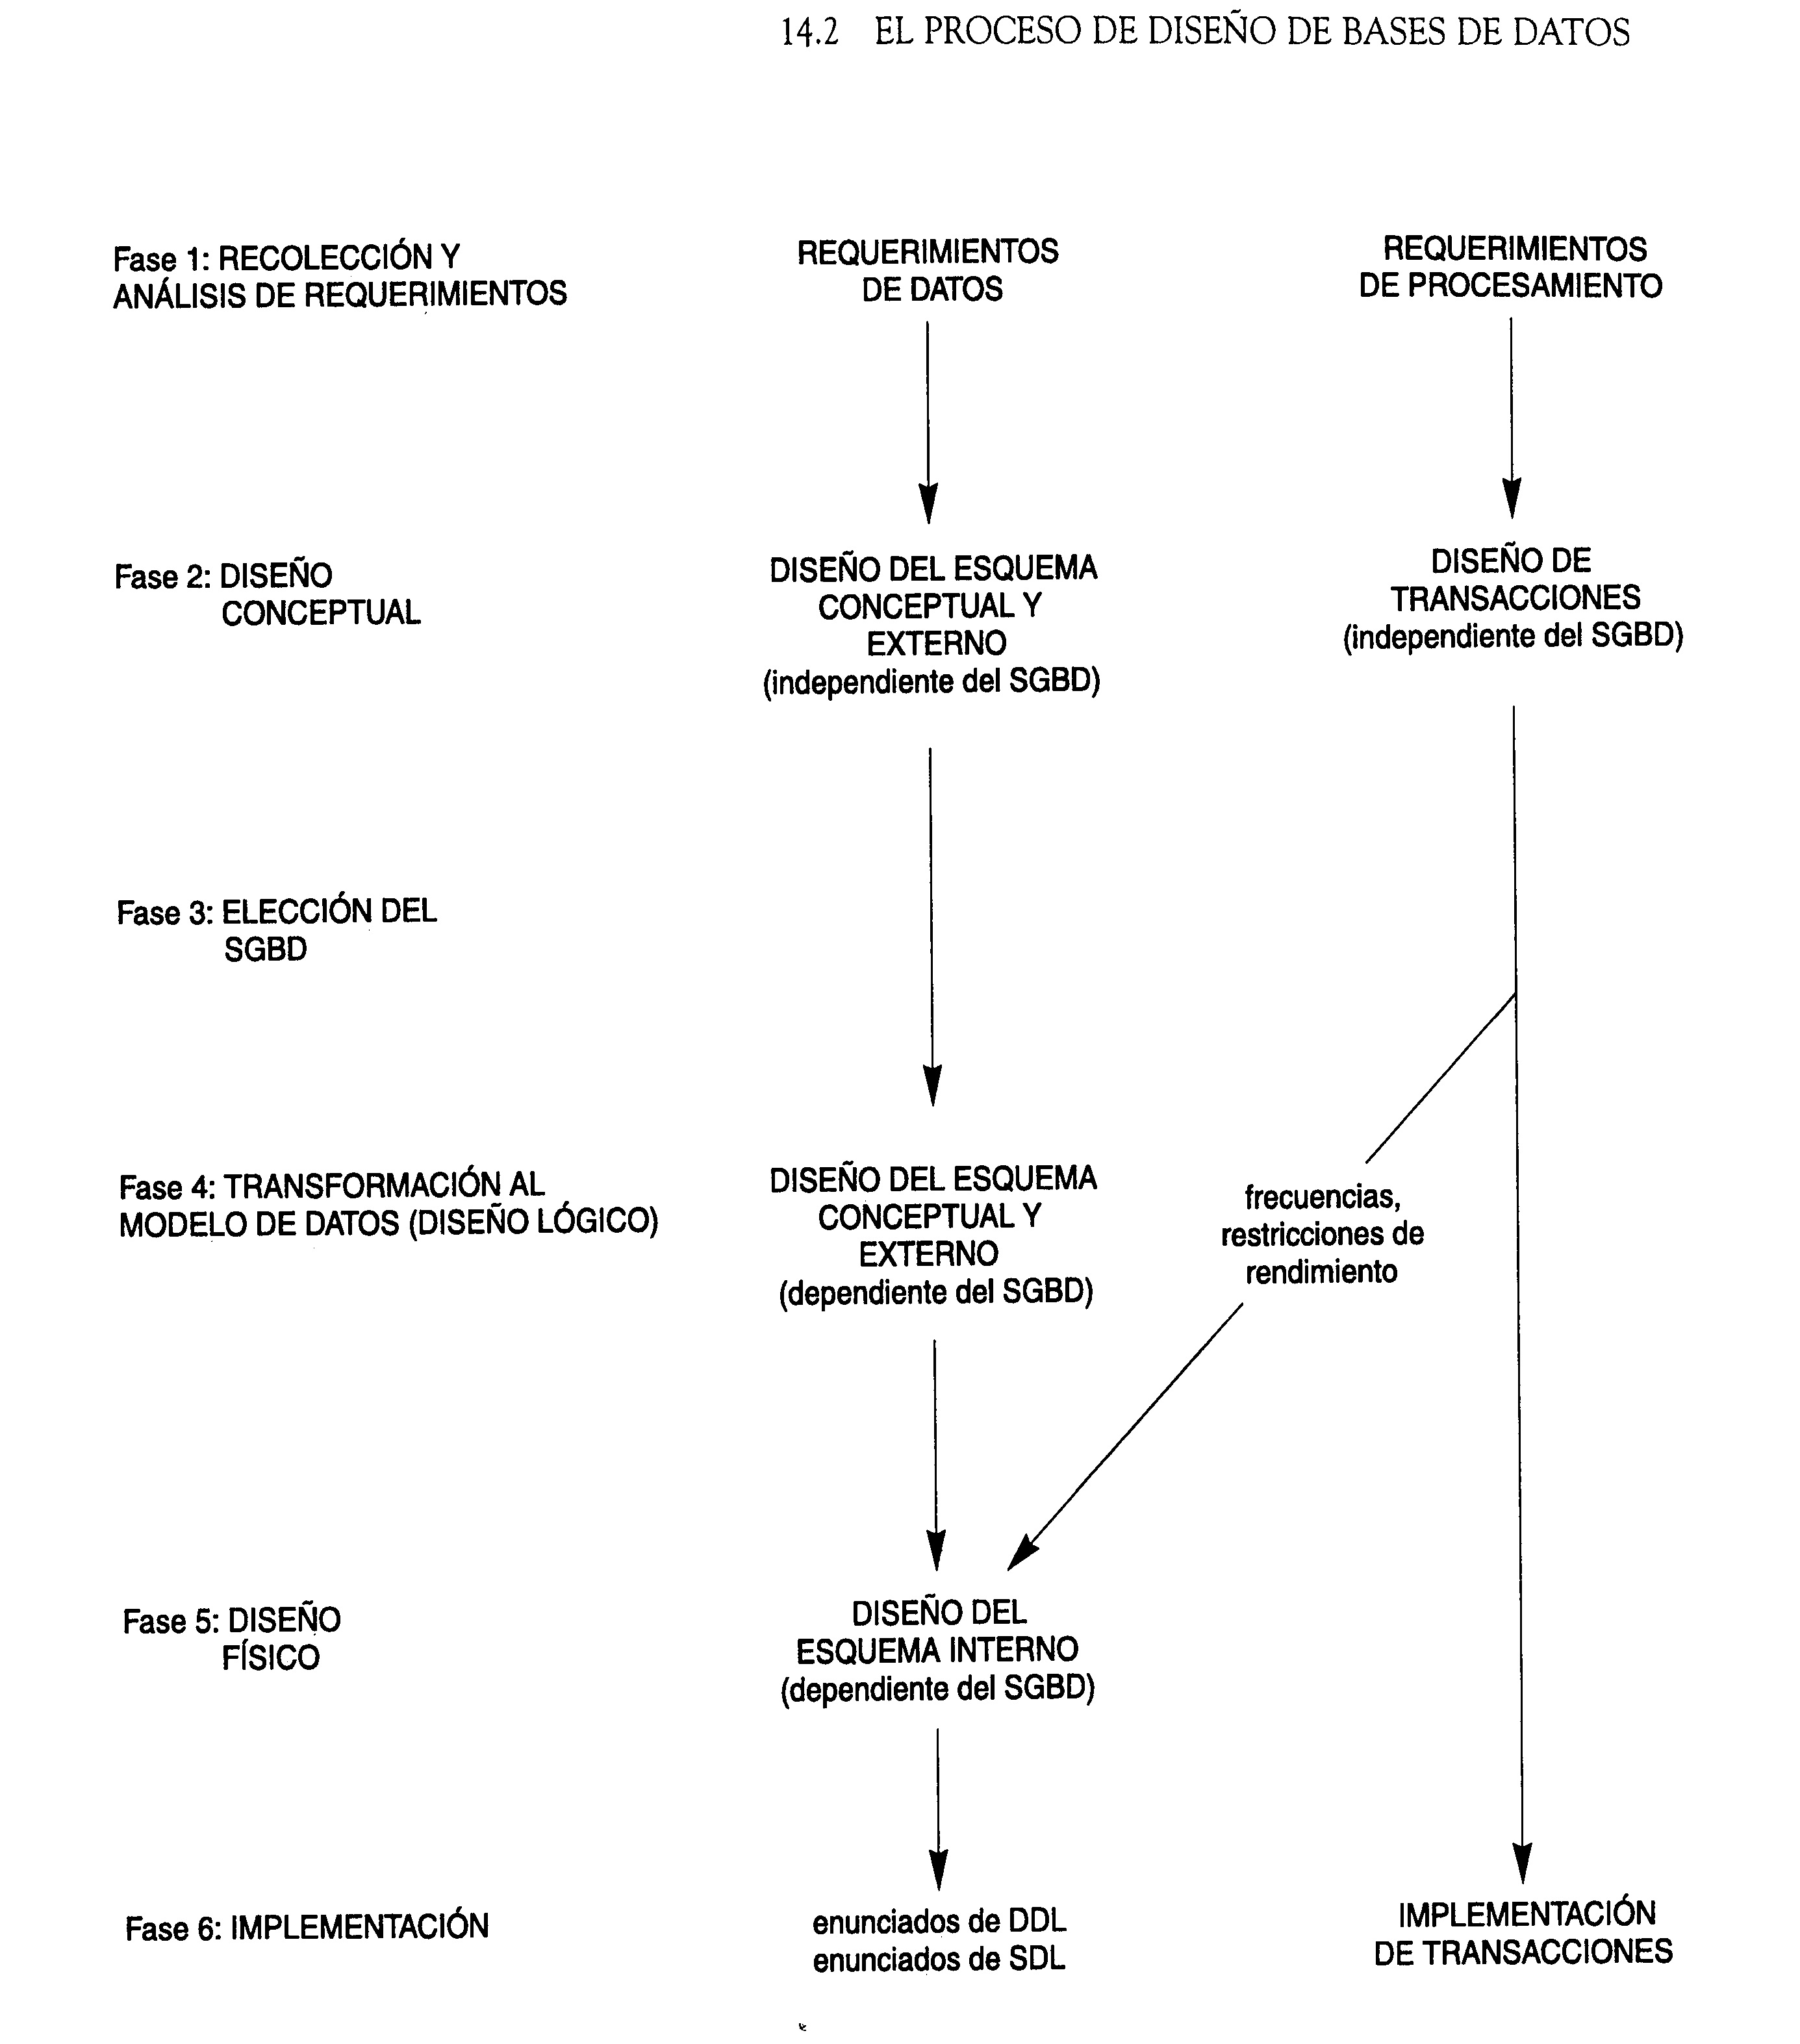 14.2 EL PROCESO DE DISEÑO DE BASES DE DATOS
Fase 1: RECOLECCIÓN Y
ANÁLISIS DE REQUERIMIENTOS
REQUERIMIENTOS
DE DATOS
REQUERIMIENTOS
DE PROCESAMIENTO
Fase 2: DISEÑO
CONCEPTUAL
DISEÑO DEL ESQUEMA
CONCEPTUAL Y
EXTERNO
(independiente del SGBD)
DISEÑO DE
TRANSACCIONES
(independiente del SGBD)
Fase 3: ELECCIÓN DEL
SGBD
Fase 4: TRANSFORMACIÓN AL
MODELO DE DATOS (DISEÑO LÓGICO)
DISEÑO DEL ESQUEMA
CONCEPTUAL Y
EXTERNO
(dependiente del SGBD)
frecuencias,
restricciones de
rendimiento
Fase 5: DISEÑO
FÍSICO
DISEÑO DEL
ESQUEMA INTERNO
(dependiente del SGBD)
Fase 6: IMPLEMENTACIÓN
enunciados de DDL
enunciados de SDL
IMPLEMENTACIÓN
DE TRANSACCIONES